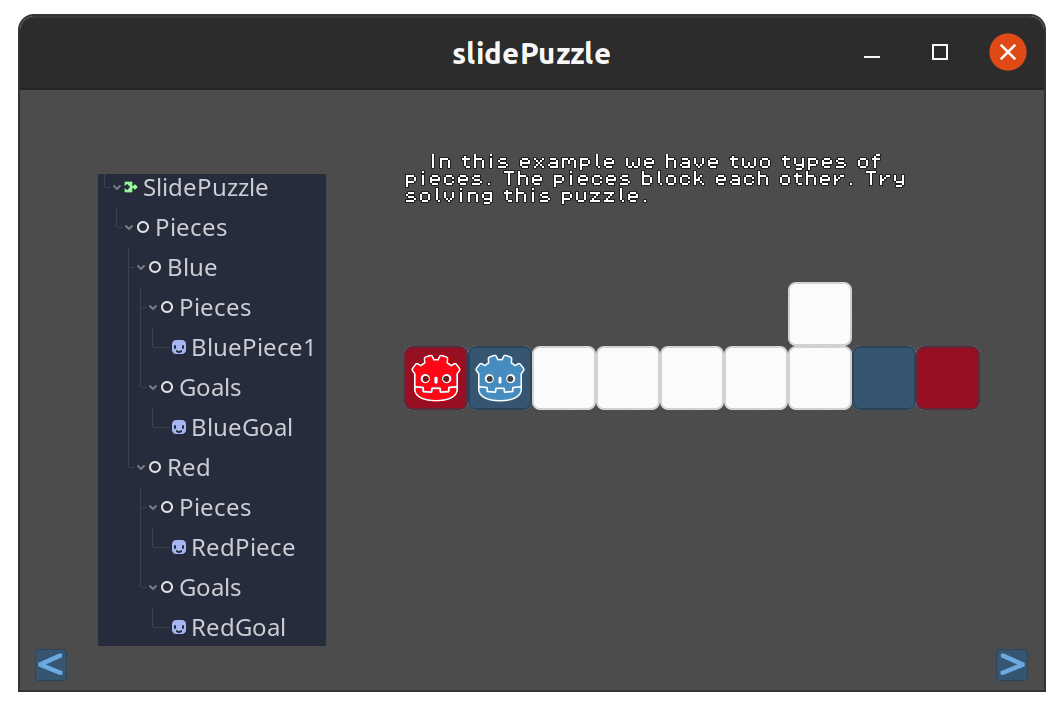 slidePuzzle
In this example we have two types of
pieces. The pieces block each other. Try
solving this puzzle.
SlidePuzzle
Pieces
Blue
Pieces
BluePiece1
Goals
BlueGoal
Red
Pieces
RedPiece
Goals
RedGoal
<
>